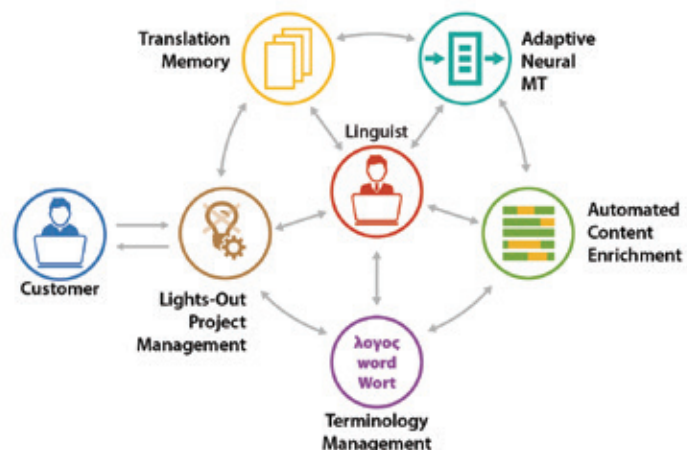 Translation
Memory
Adaptive
Neural
MT
Linguist
Customer
Lights-Out
Project
Management
Automated
Content
Enrichment
λογος
word
Wort
Terminology
Management